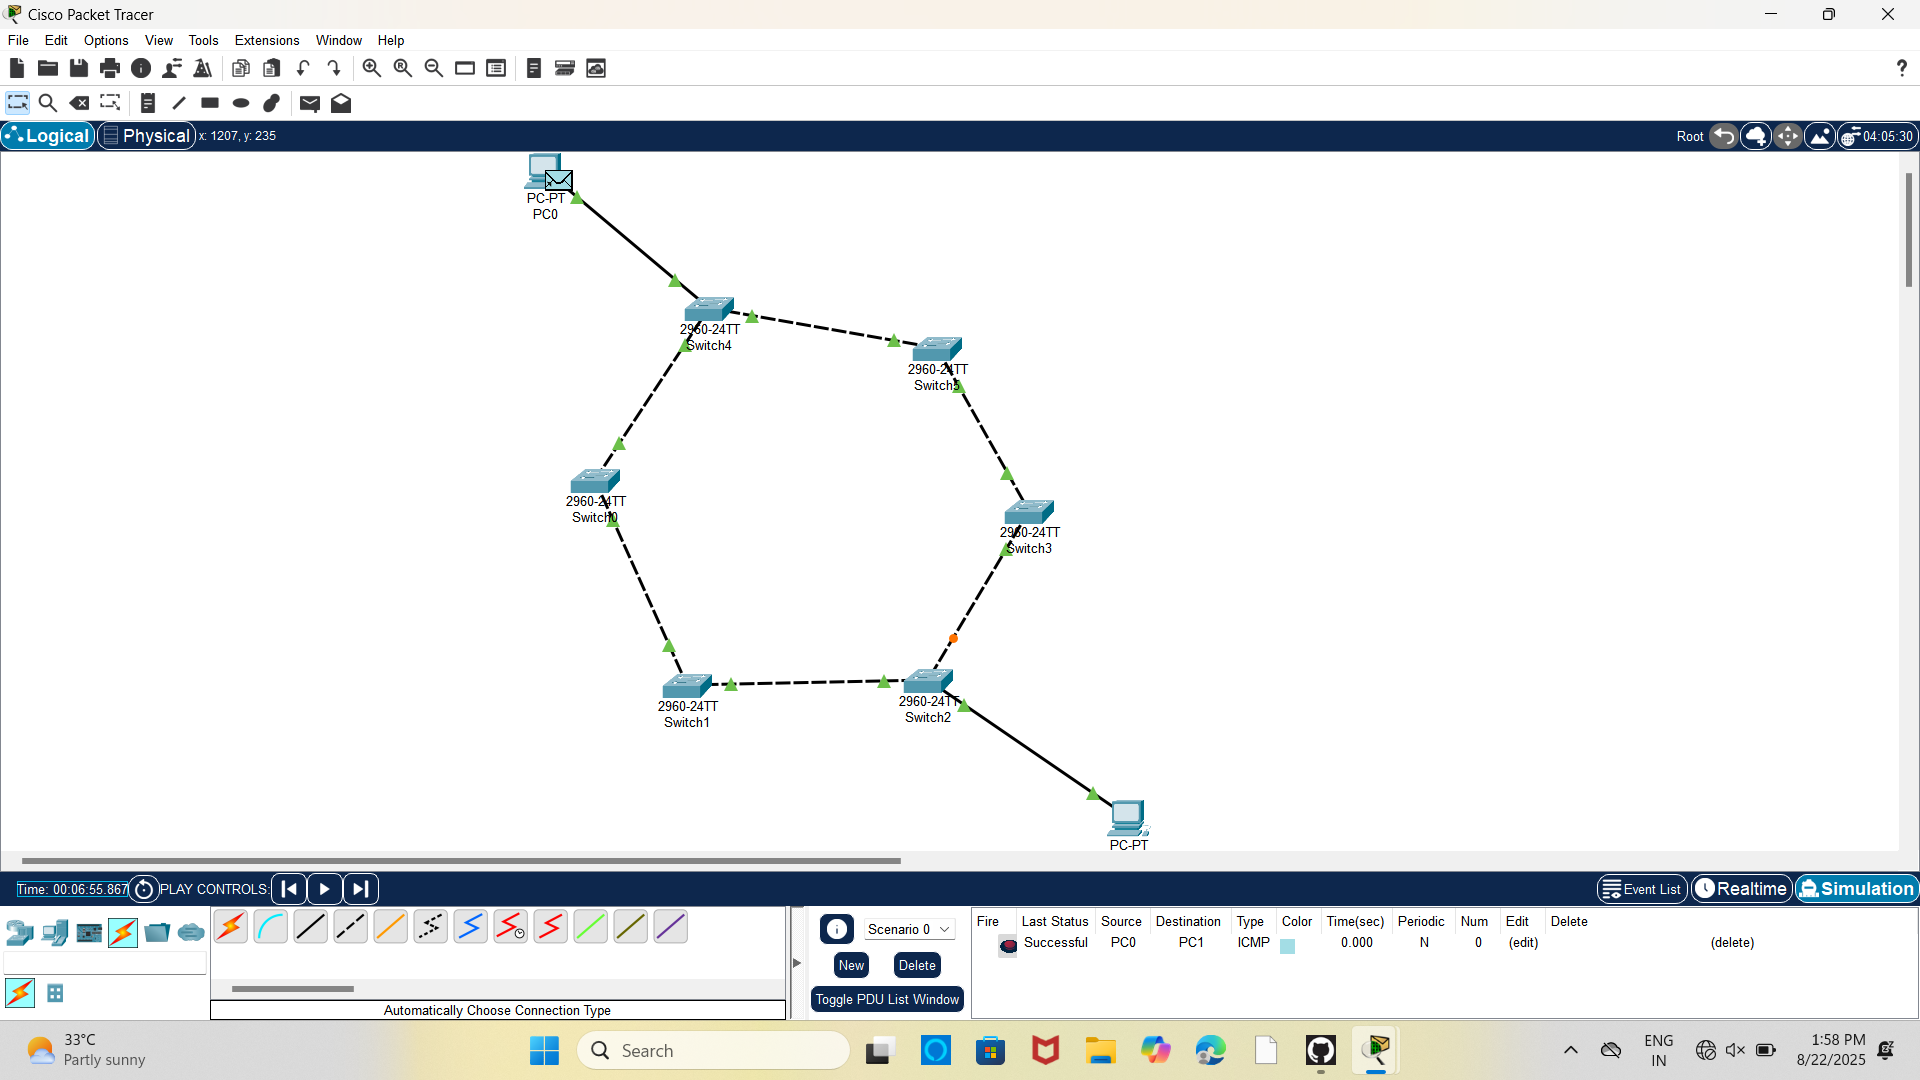 Cisco Packet Tracer
File Edit Options View Tools Extensions Window Help
?
Logical Physical x: 1207, y: 235 Root 04:05:30
PC-PT
PC0
2960-24TT
Switch4
2960-24TT
Switch5
2960-24TT
Switch0
2960-24TT
Switch3
2960-24TT
Switch1
2960-24TT
Switch2
PC-PT
Time: 00:06:55.867 PLAY CONTROLS: Event List Realtime Simulation
Scenario 0
New Delete
Toggle PDU List Window
Fire Last Status Source Destination Type Color Time(sec) Periodic Num Edit Delete
Successful PC0 PC1 ICMP 0.000 N 0 (edit) (delete)
Automatically Choose Connection Type
33°C
Partly sunny
Search
ENG
IN
1:58 PM
8/22/2025